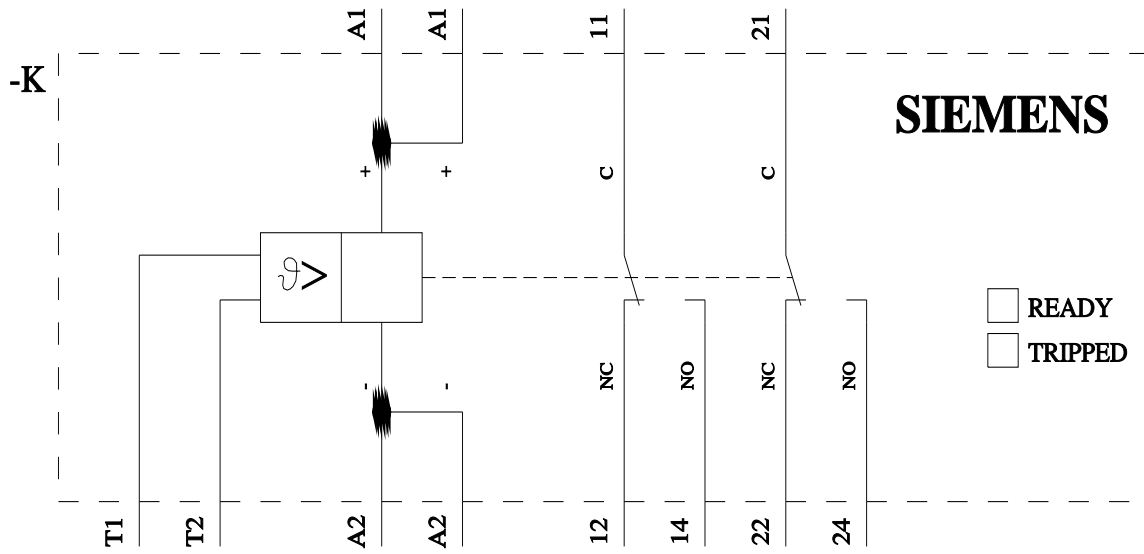 A1 A1 11 21
-K
SIEMENS
+ + C C
ϑ>
READY
- - NC NO NC NO
TRIPPED
T1 T2 A2 A2 12 14 22 24